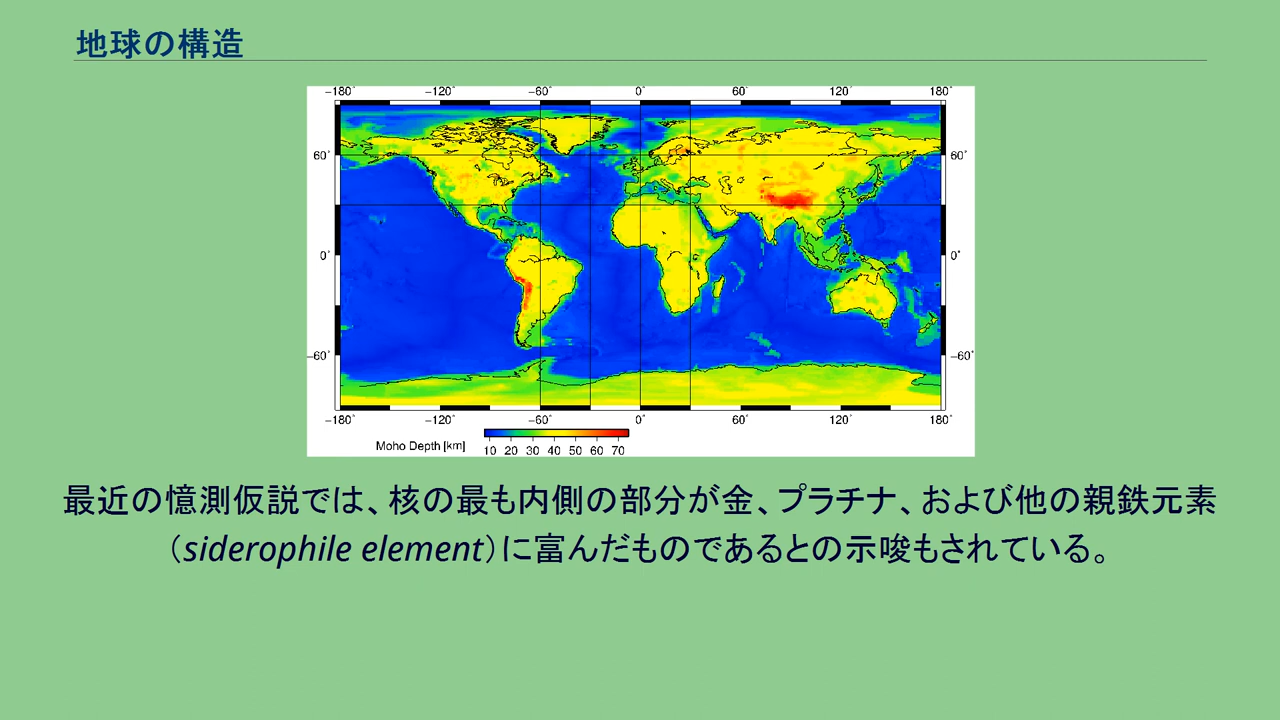 地球の構造
−180° −120° −60° 0° 60° 120° 180°
60° 60°
0° 0°
−60° −60°
−180° −120° −60° 0° 60° 120° 180°
Moho Depth [km]
10 20 30 40 50 60 70
最近の憶測仮説では、核の最も内側の部分が金、プラチナ、および他の親鉄元素
（siderophile element）に富んだものであるとの示唆もされている。